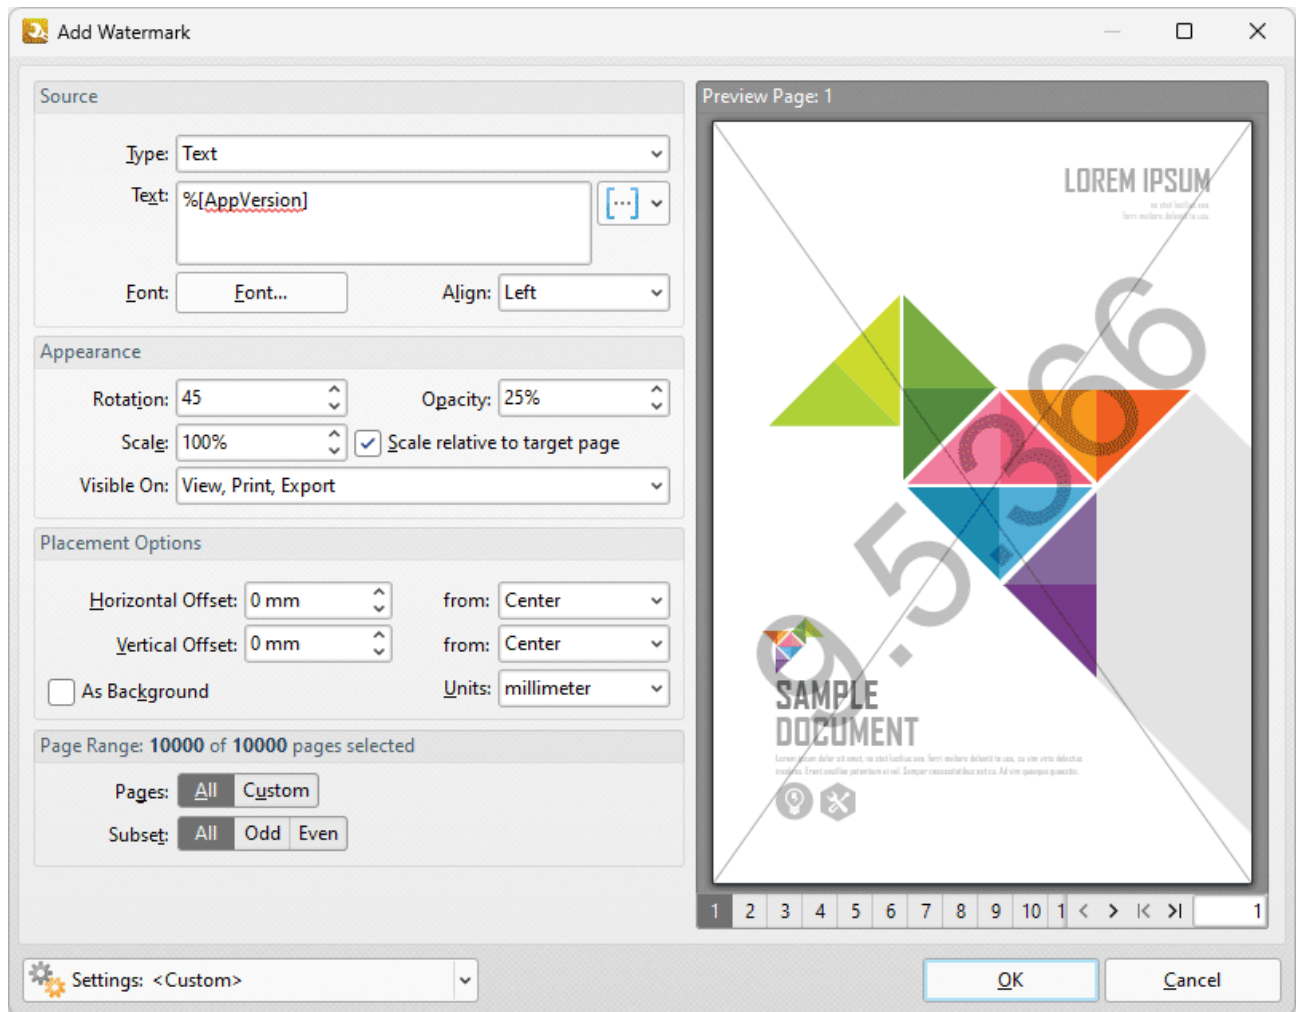 Add Watermark
Source
Type: Text
Text: %[AppVersion]
[...]
Font: Font... Align: Left
Appearance
Rotation: 45 Opacity: 25%
Scale: 100% Scale relative to target page
Visible On: View, Print, Export
Placement Options
Horizontal Offset: 0 mm from: Center
Vertical Offset: 0 mm from: Center
As Background Units: millimeter
Page Range: 10000 of 10000 pages selected
Pages: All Custom
Subset: All Odd Even
Preview Page: 1
LOREM IPSUM
9.5.366
SAMPLE
DOCUMENT
1 2 3 4 5 6 7 8 9 10 1 1
Settings: <Custom>
OK Cancel